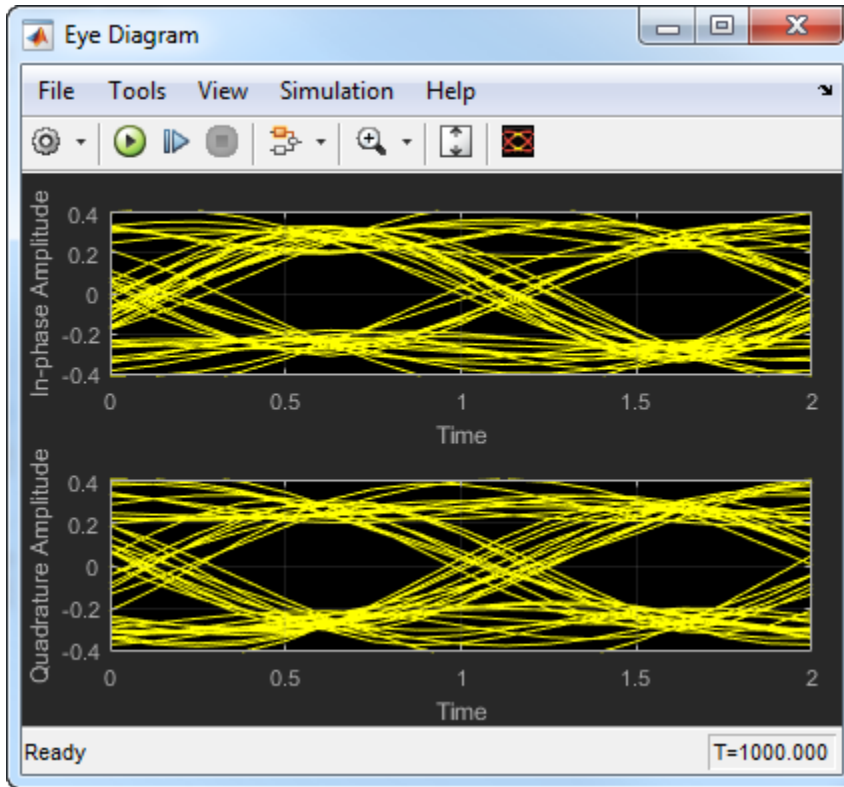 Eye Diagram
File Tools View Simulation Help
In-phase Amplitude
0.4
0.2
0
-0.2
-0.4
0 0.5 1 1.5 2
Time
Quadrature Amplitude
0.4
0.2
0
-0.2
-0.4
0 0.5 1 1.5 2
Time
Ready T=1000.000